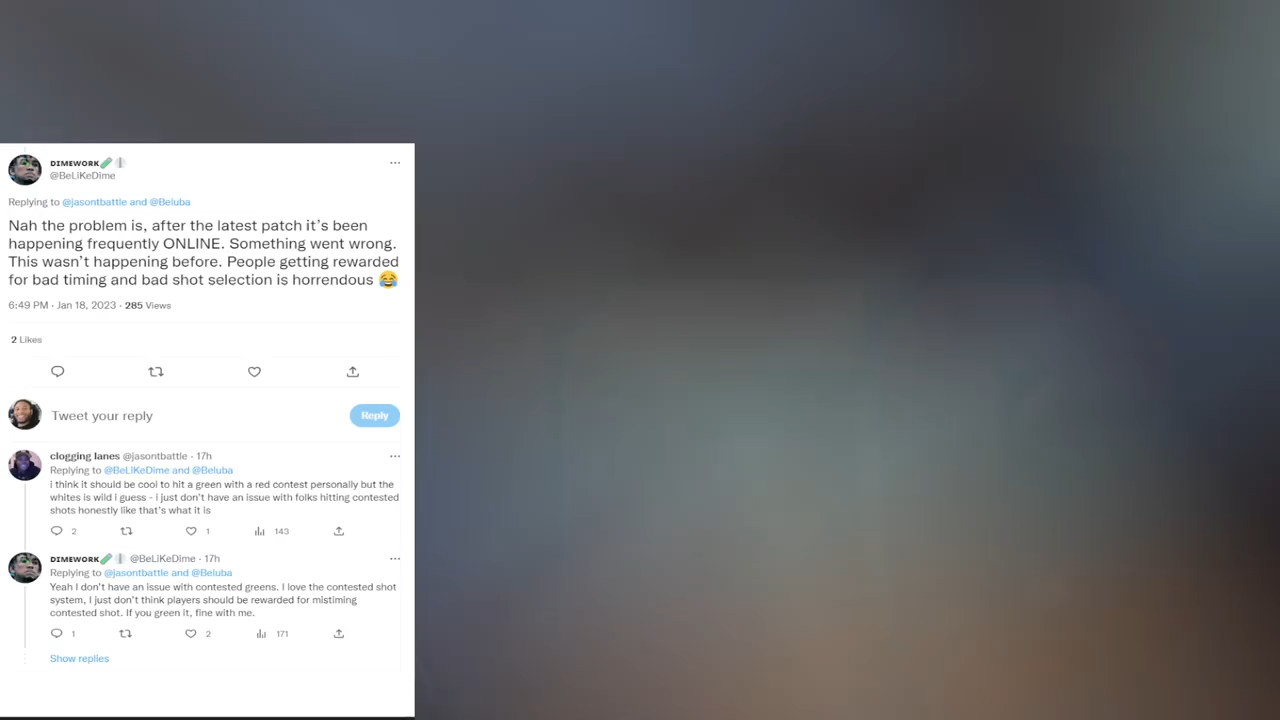 DIMEWORK
@BeLiKeDIme
Replying to @jasontbattle and @Beluba
Nah the problem is, after the latest patch it's been
happening frequently ONLINE. Something went wrong.
This wasn't happening before. People getting rewarded
for bad timing and bad shot selection is horrendous 😂
6:49 PM · Jan 18, 2023 · 285 Views
2 Likes
Tweet your reply
Reply
clogging lanes @jasontbattle · 17h
Replying to @BeLiKeDime and @Beluba
i think it should be cool to hit a green with a red contest personally but the
whites is wild i guess - i just don't have an issue with folks hitting contested
shots honestly like that's what it is
2 1 143
DIMEWORK @BeLiKeDime · 17h
Replying to @jasontbattle and @Beluba
Yeah I don't have an issue with contested greens. I love the contested shot
system, I just don't think players should be rewarded for mistiming
contested shot. If you green it, fine with me.
1 2 171
Show replies